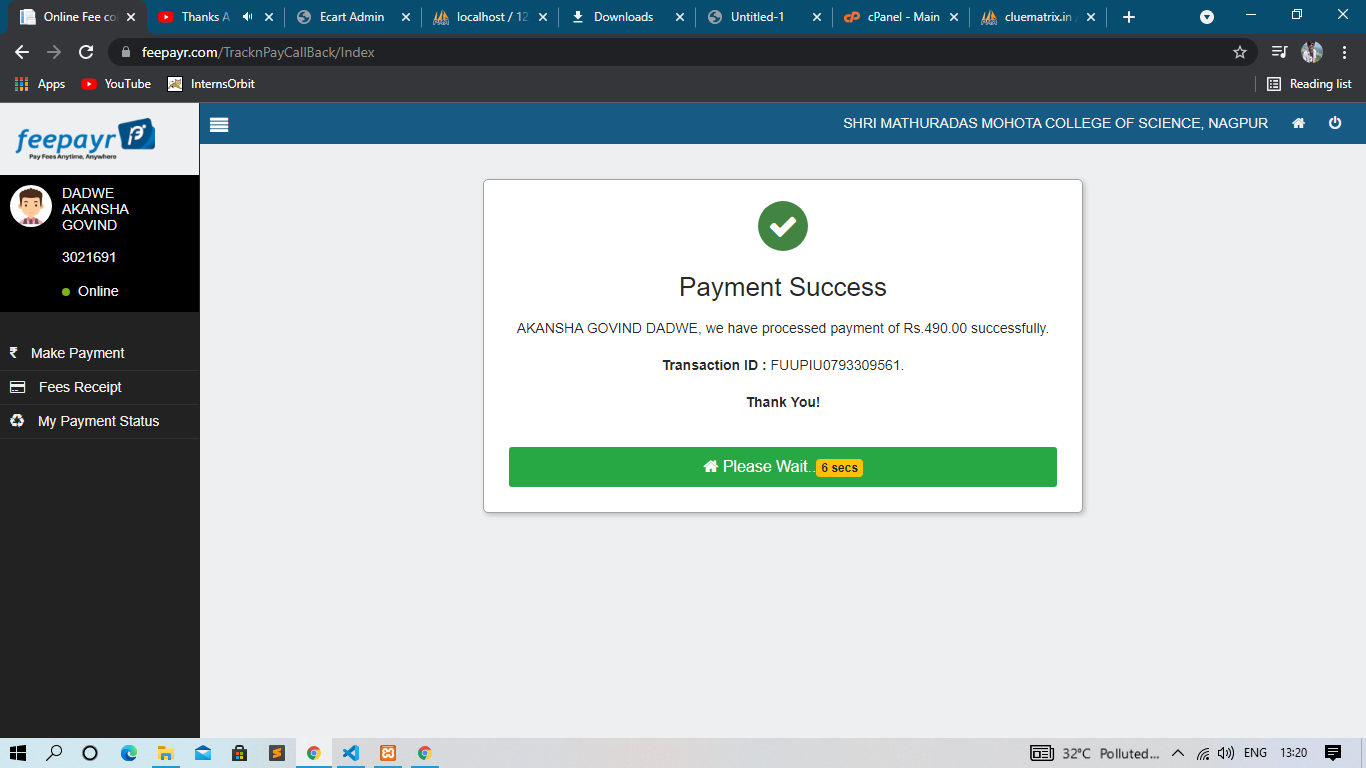 Online Fee co
Thanks A
Ecart Admin
localhost / 12
Downloads
Untitled-1
cPanel - Main
cluematrix.in
feepayr.com/TracknPayCallBack/Index
Apps
YouTube
InternsOrbit
Reading list
feepayr
Pay Fees Anytime, Anywhere
SHRI MATHURADAS MOHOTA COLLEGE OF SCIENCE, NAGPUR
DADWE
AKANSHA
GOVIND
3021691
Online
₹ Make Payment
Fees Receipt
My Payment Status
Payment Success
AKANSHA GOVIND DADWE, we have processed payment of Rs.490.00 successfully.
Transaction ID : FUUPIU0793309561.
Thank You!
Please Wait.. 6 secs
32°C Polluted...
ENG
13:20